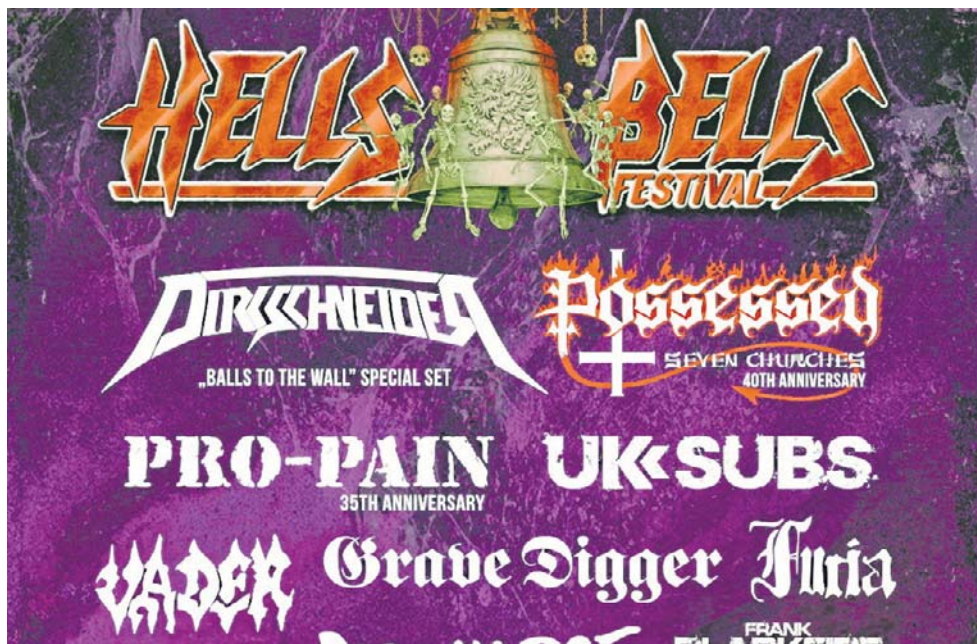 HELLS BELLS
FESTIVAL
DIRKSCHNEIDER
„BALLS TO THE WALL” SPECIAL SET
Possessed
SEVEN CHURCHES
40TH ANNIVERSARY
PRO-PAIN
35TH ANNIVERSARY
UK SUBS
VADER
Grave Digger
Furia
FRANK